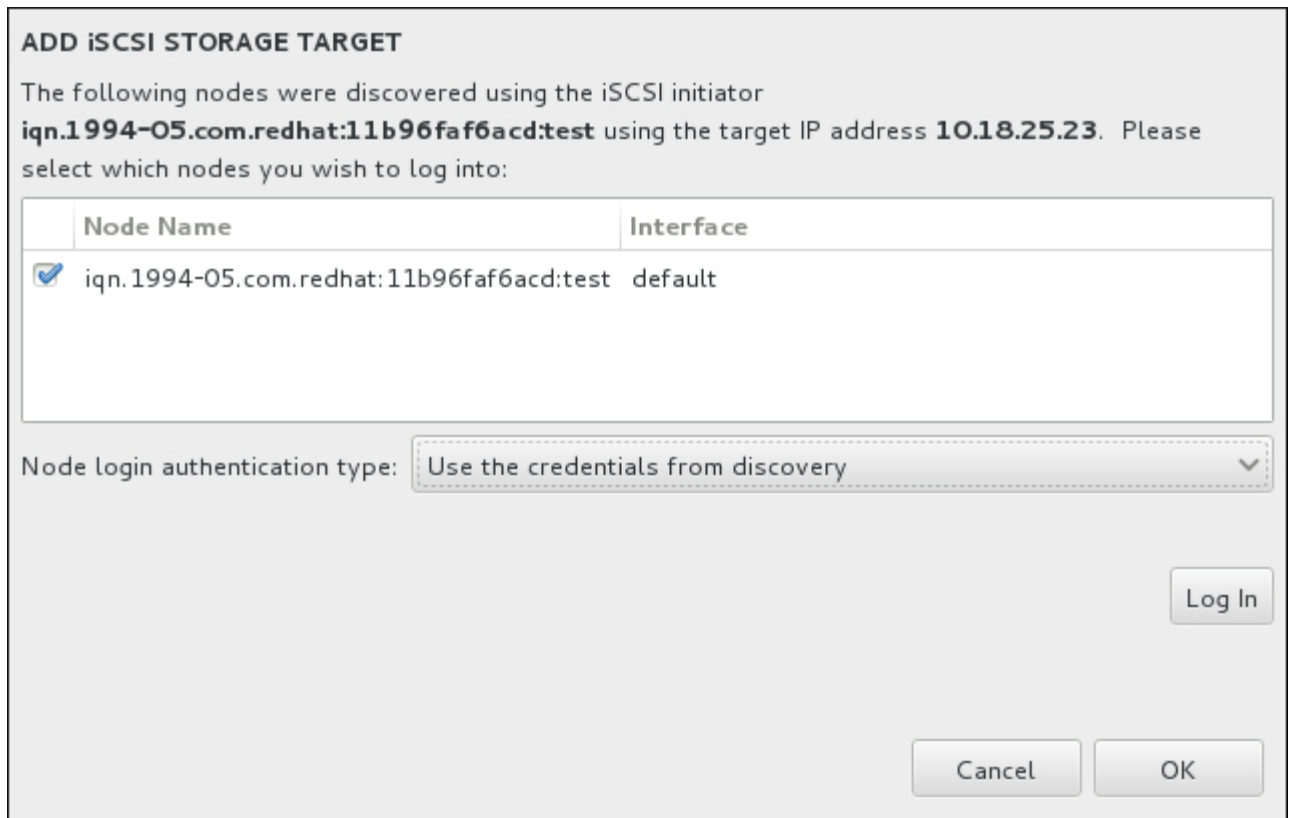 ADD iSCSI STORAGE TARGET
The following nodes were discovered using the iSCSI initiator
iqn.1994-05.com.redhat:11b96faf6acd:test using the target IP address 10.18.25.23.  Please
select which nodes you wish to log into:
Node Name Interface
iqn.1994-05.com.redhat:11b96faf6acd:test default
Node login authentication type: Use the credentials from discovery
Log In
Cancel OK